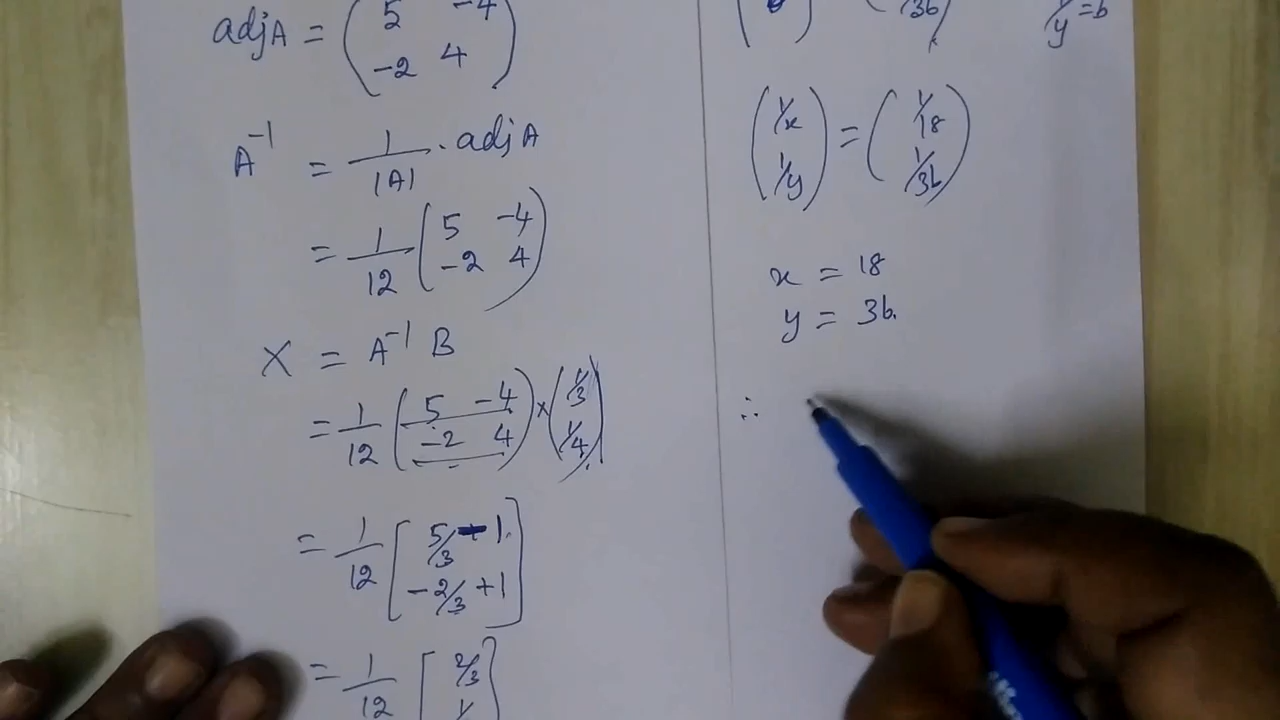 adjA = ( 5 -4
-2 4 )
A⁻¹ = 1/|A| . adj A
= 1/12 ( 5 -4
-2 4 )
X = A⁻¹ B
= 1/12 ( 5 -4
-2 4 ) × ( 1/3
1/4 )
= 1/12 [ 5/3 - 1
-2/3 + 1 ]
= 1/12 [ 2/3
/36
1/y = b
( 1/x
1/y ) = ( 1/18
1/36 )
x = 18
y = 36.
∴